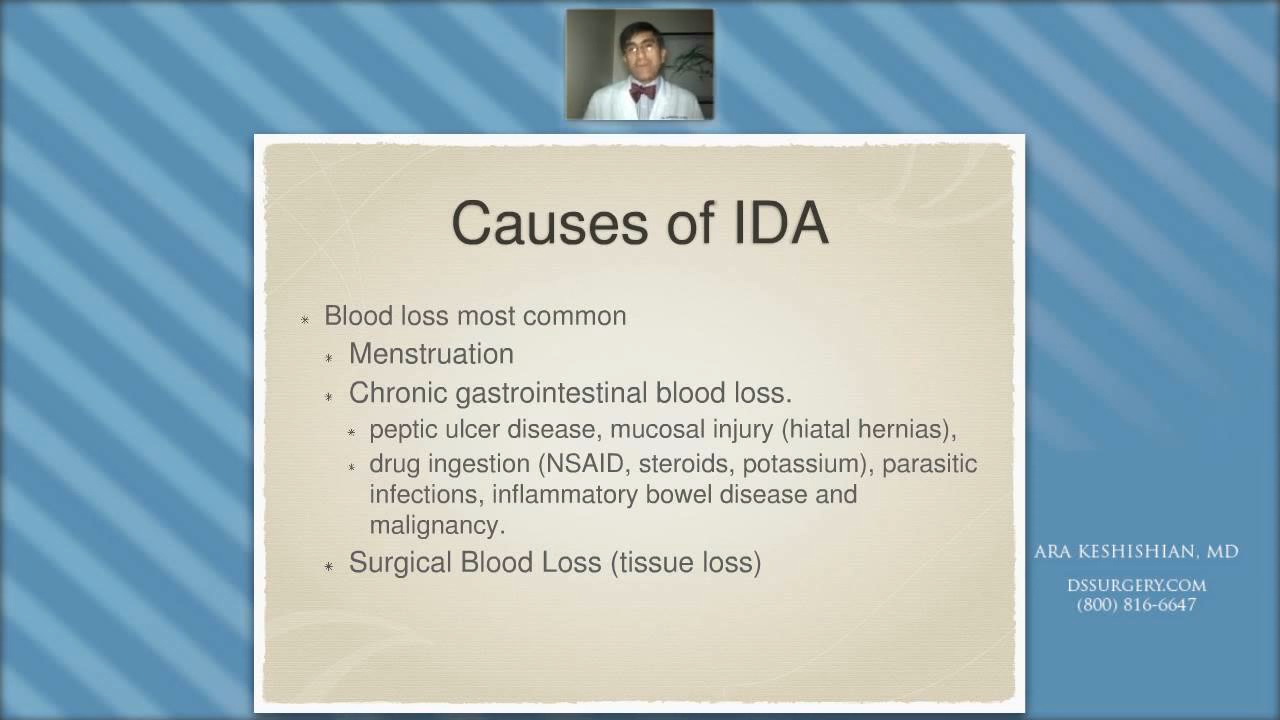 Causes of IDA
* Blood loss most common
* Menstruation
* Chronic gastrointestinal blood loss.
* peptic ulcer disease, mucosal injury (hiatal hernias),
* drug ingestion (NSAID, steroids, potassium), parasitic
infections, inflammatory bowel disease and
malignancy.
* Surgical Blood Loss (tissue loss)
ARA KESHISHIAN, MD
DSSURGERY.COM
(800) 816-6647